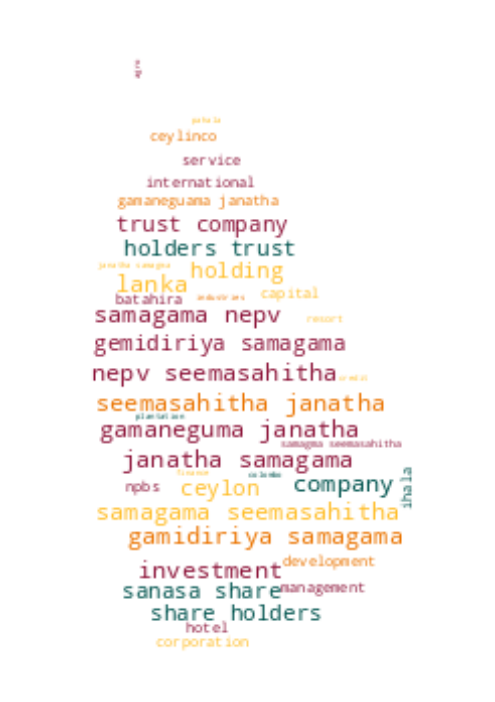 agro
pahala
ceylinco
service
international
gamaneguama janatha
trust company
holders trust
janatha samagma
holding
lanka
capital
batahira
industries
samagama nepv
resort
gemidiriya samagama
nepv seemasahitha
credit
seemasahitha janatha
plantation
gamaneguma janatha
samagma seemasahitha
janatha samagama
finance
colombo
company
ihala
npbs
ceylon
samagama seemasahitha
gamidiriya samagama
development
investment
management
sanasa share
share holders
hotel
corporation